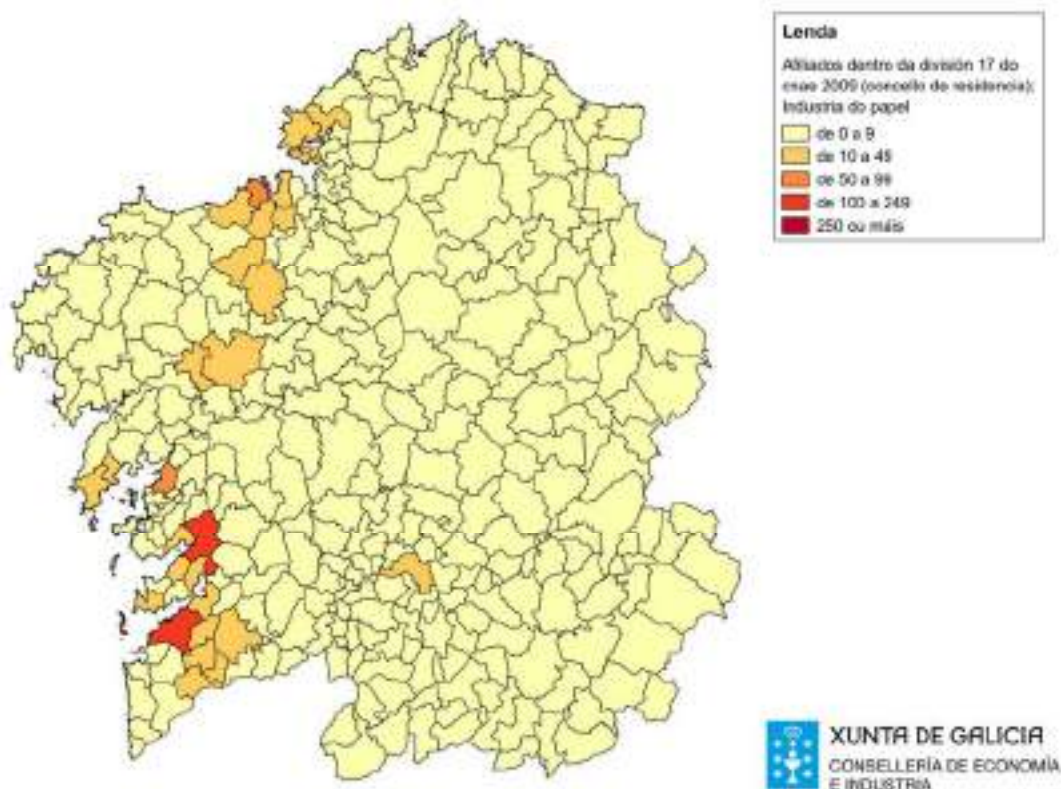 Lenda
Afiliados dentro da división 17 do
cnae 2009 (concello de residencia);
Industria do papel
de 0 a 9
de 10 a 49
de 50 a 99
de 100 a 249
250 ou máis
XUNTA DE GALICIA
CONSELLERÍA DE ECONOMÍA
E INDUSTRIA